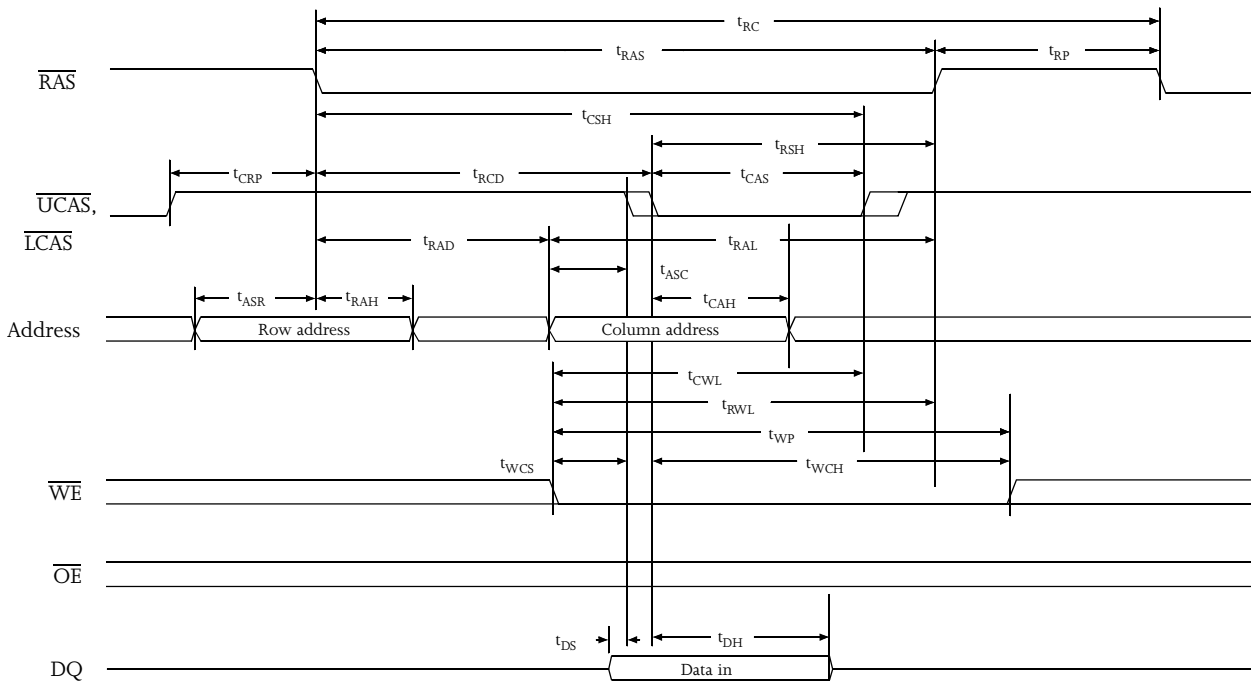 tRC
tRAS
tRP
RAS
tCSH
tRSH
tCRP
tRCD
tCAS
UCAS,
LCAS
tRAD
tRAL
tASC
tASR
tRAH
tCAH
Address
Row address
Column address
tCWL
tRWL
tWP
tWCS
tWCH
WE
OE
tDS
tDH
DQ
Data in